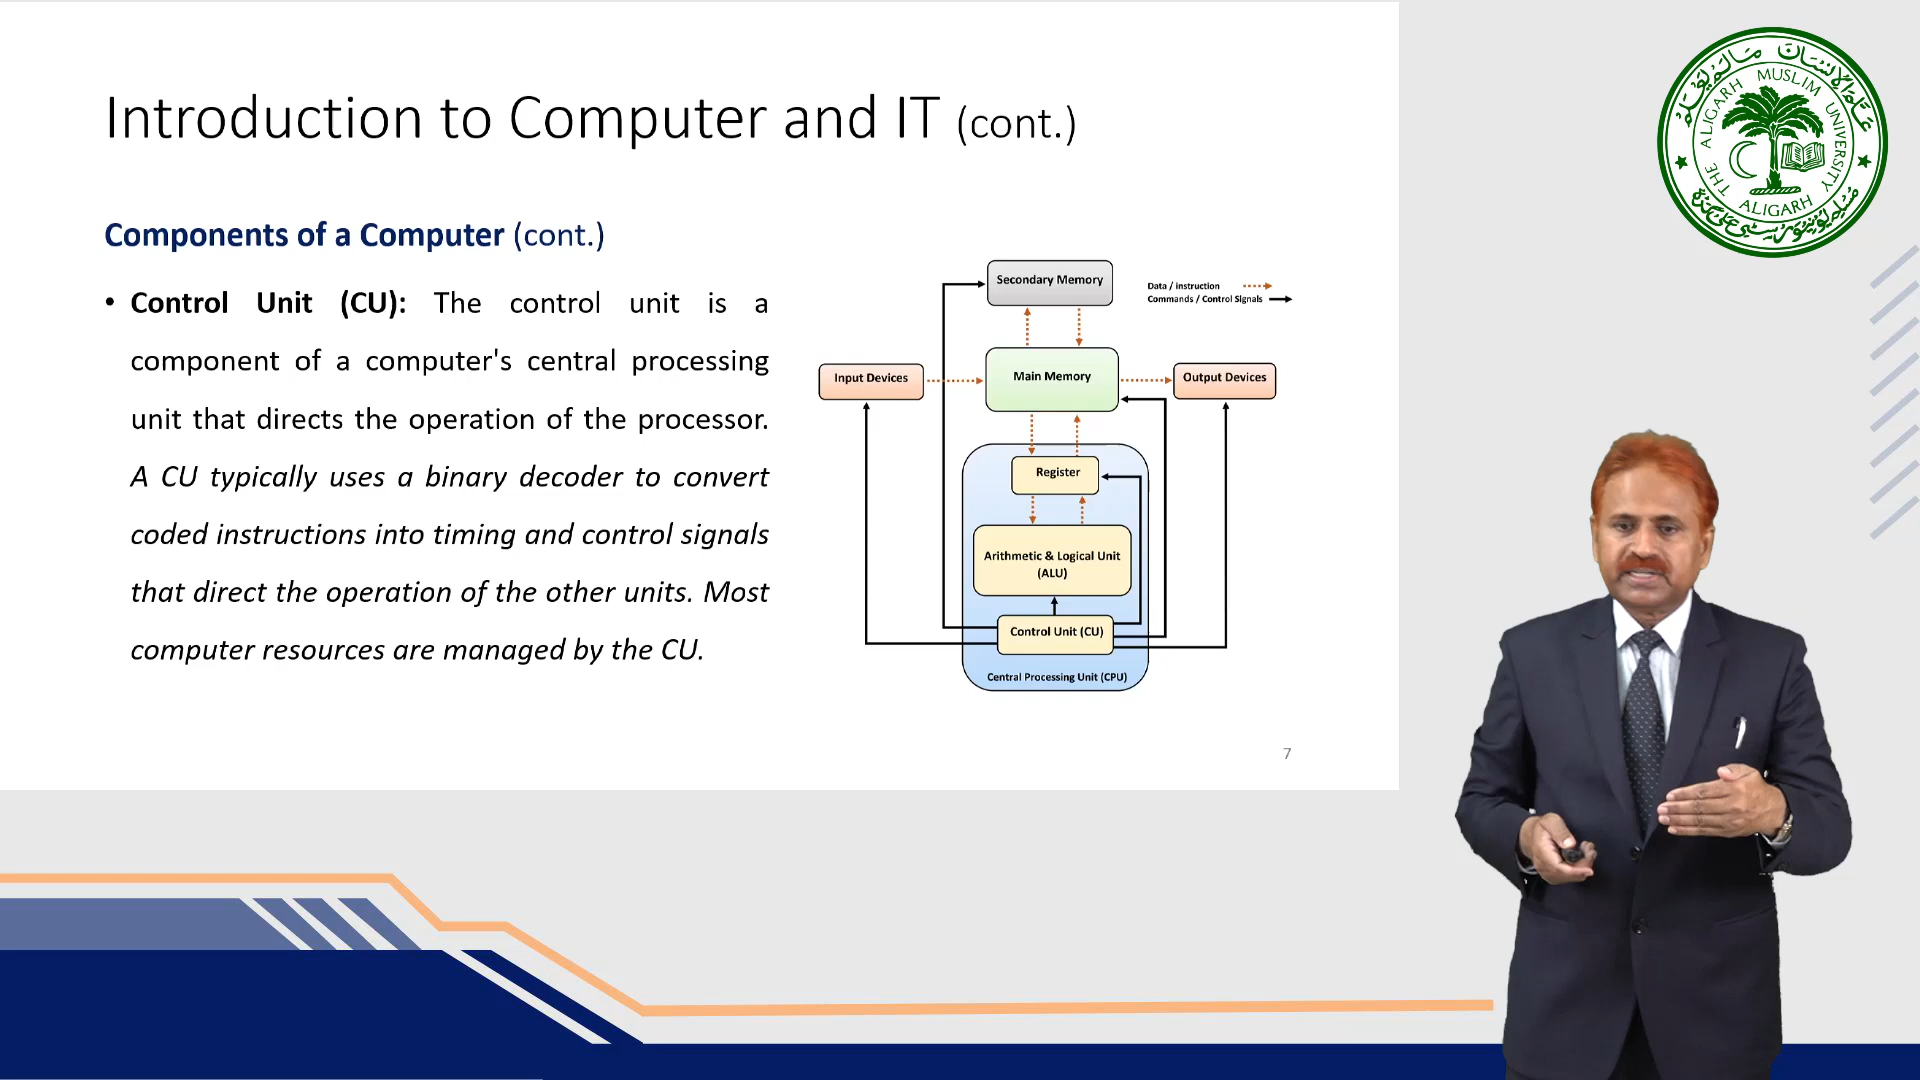 Introduction to Computer and IT (cont.)
Components of a Computer (cont.)
• Control Unit (CU): The control unit is a
component of a computer's central processing
unit that directs the operation of the processor.
A CU typically uses a binary decoder to convert
coded instructions into timing and control signals
that direct the operation of the other units. Most
computer resources are managed by the CU.
Secondary Memory
Data / instruction
Commands / Control Signals
Input Devices
Main Memory
Output Devices
Register
Arithmetic & Logical Unit
(ALU)
Control Unit (CU)
Central Processing Unit (CPU)
7
THE ALIGARH MUSLIM UNIVERSITY
ALIGARH